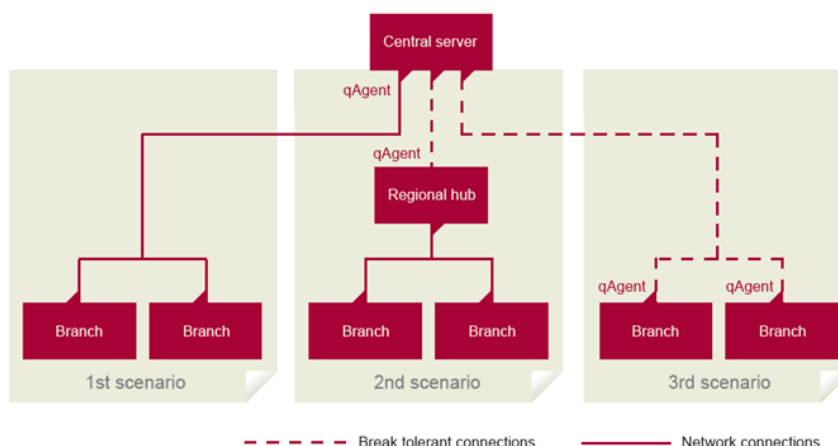 Central server
qAgent
qAgent
Regional hub
qAgent qAgent
Branch Branch Branch Branch Branch Branch
1st scenario 2nd scenario 3rd scenario
Break tolerant connections Network connections